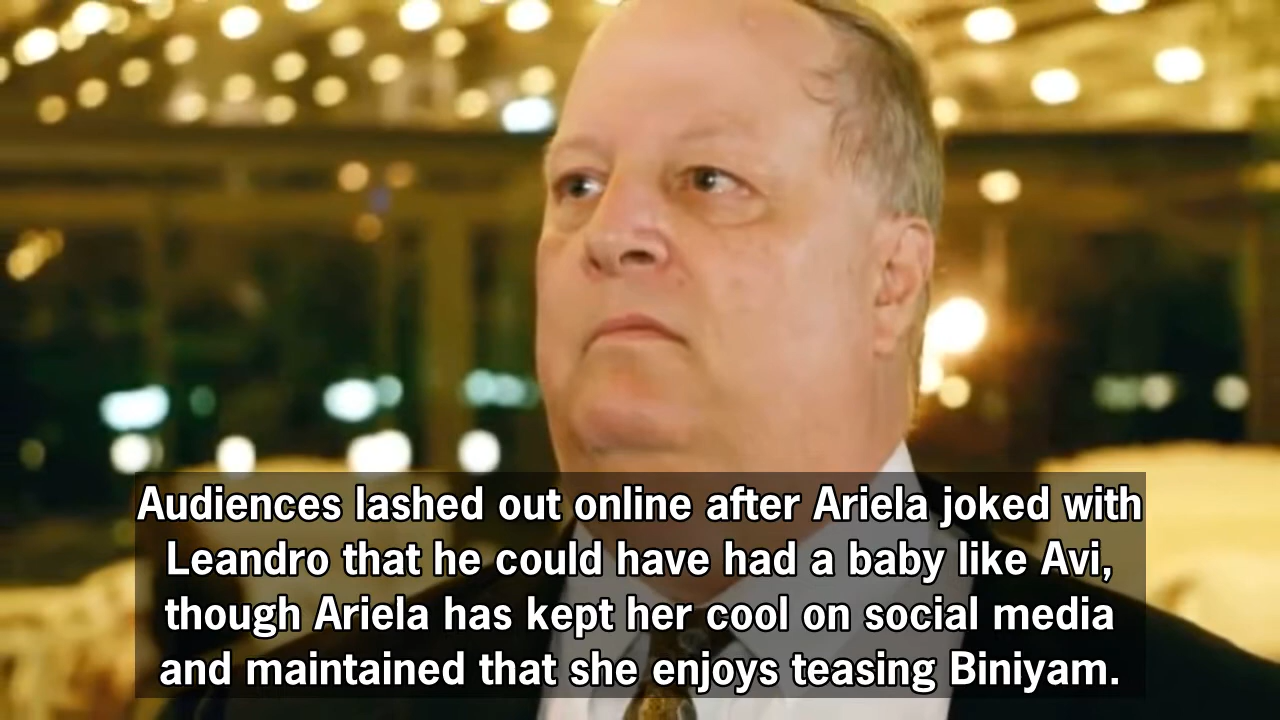 Audiences lashed out online after Ariela joked with
Leandro that he could have had a baby like Avi,
though Ariela has kept her cool on social media
and maintained that she enjoys teasing Biniyam.